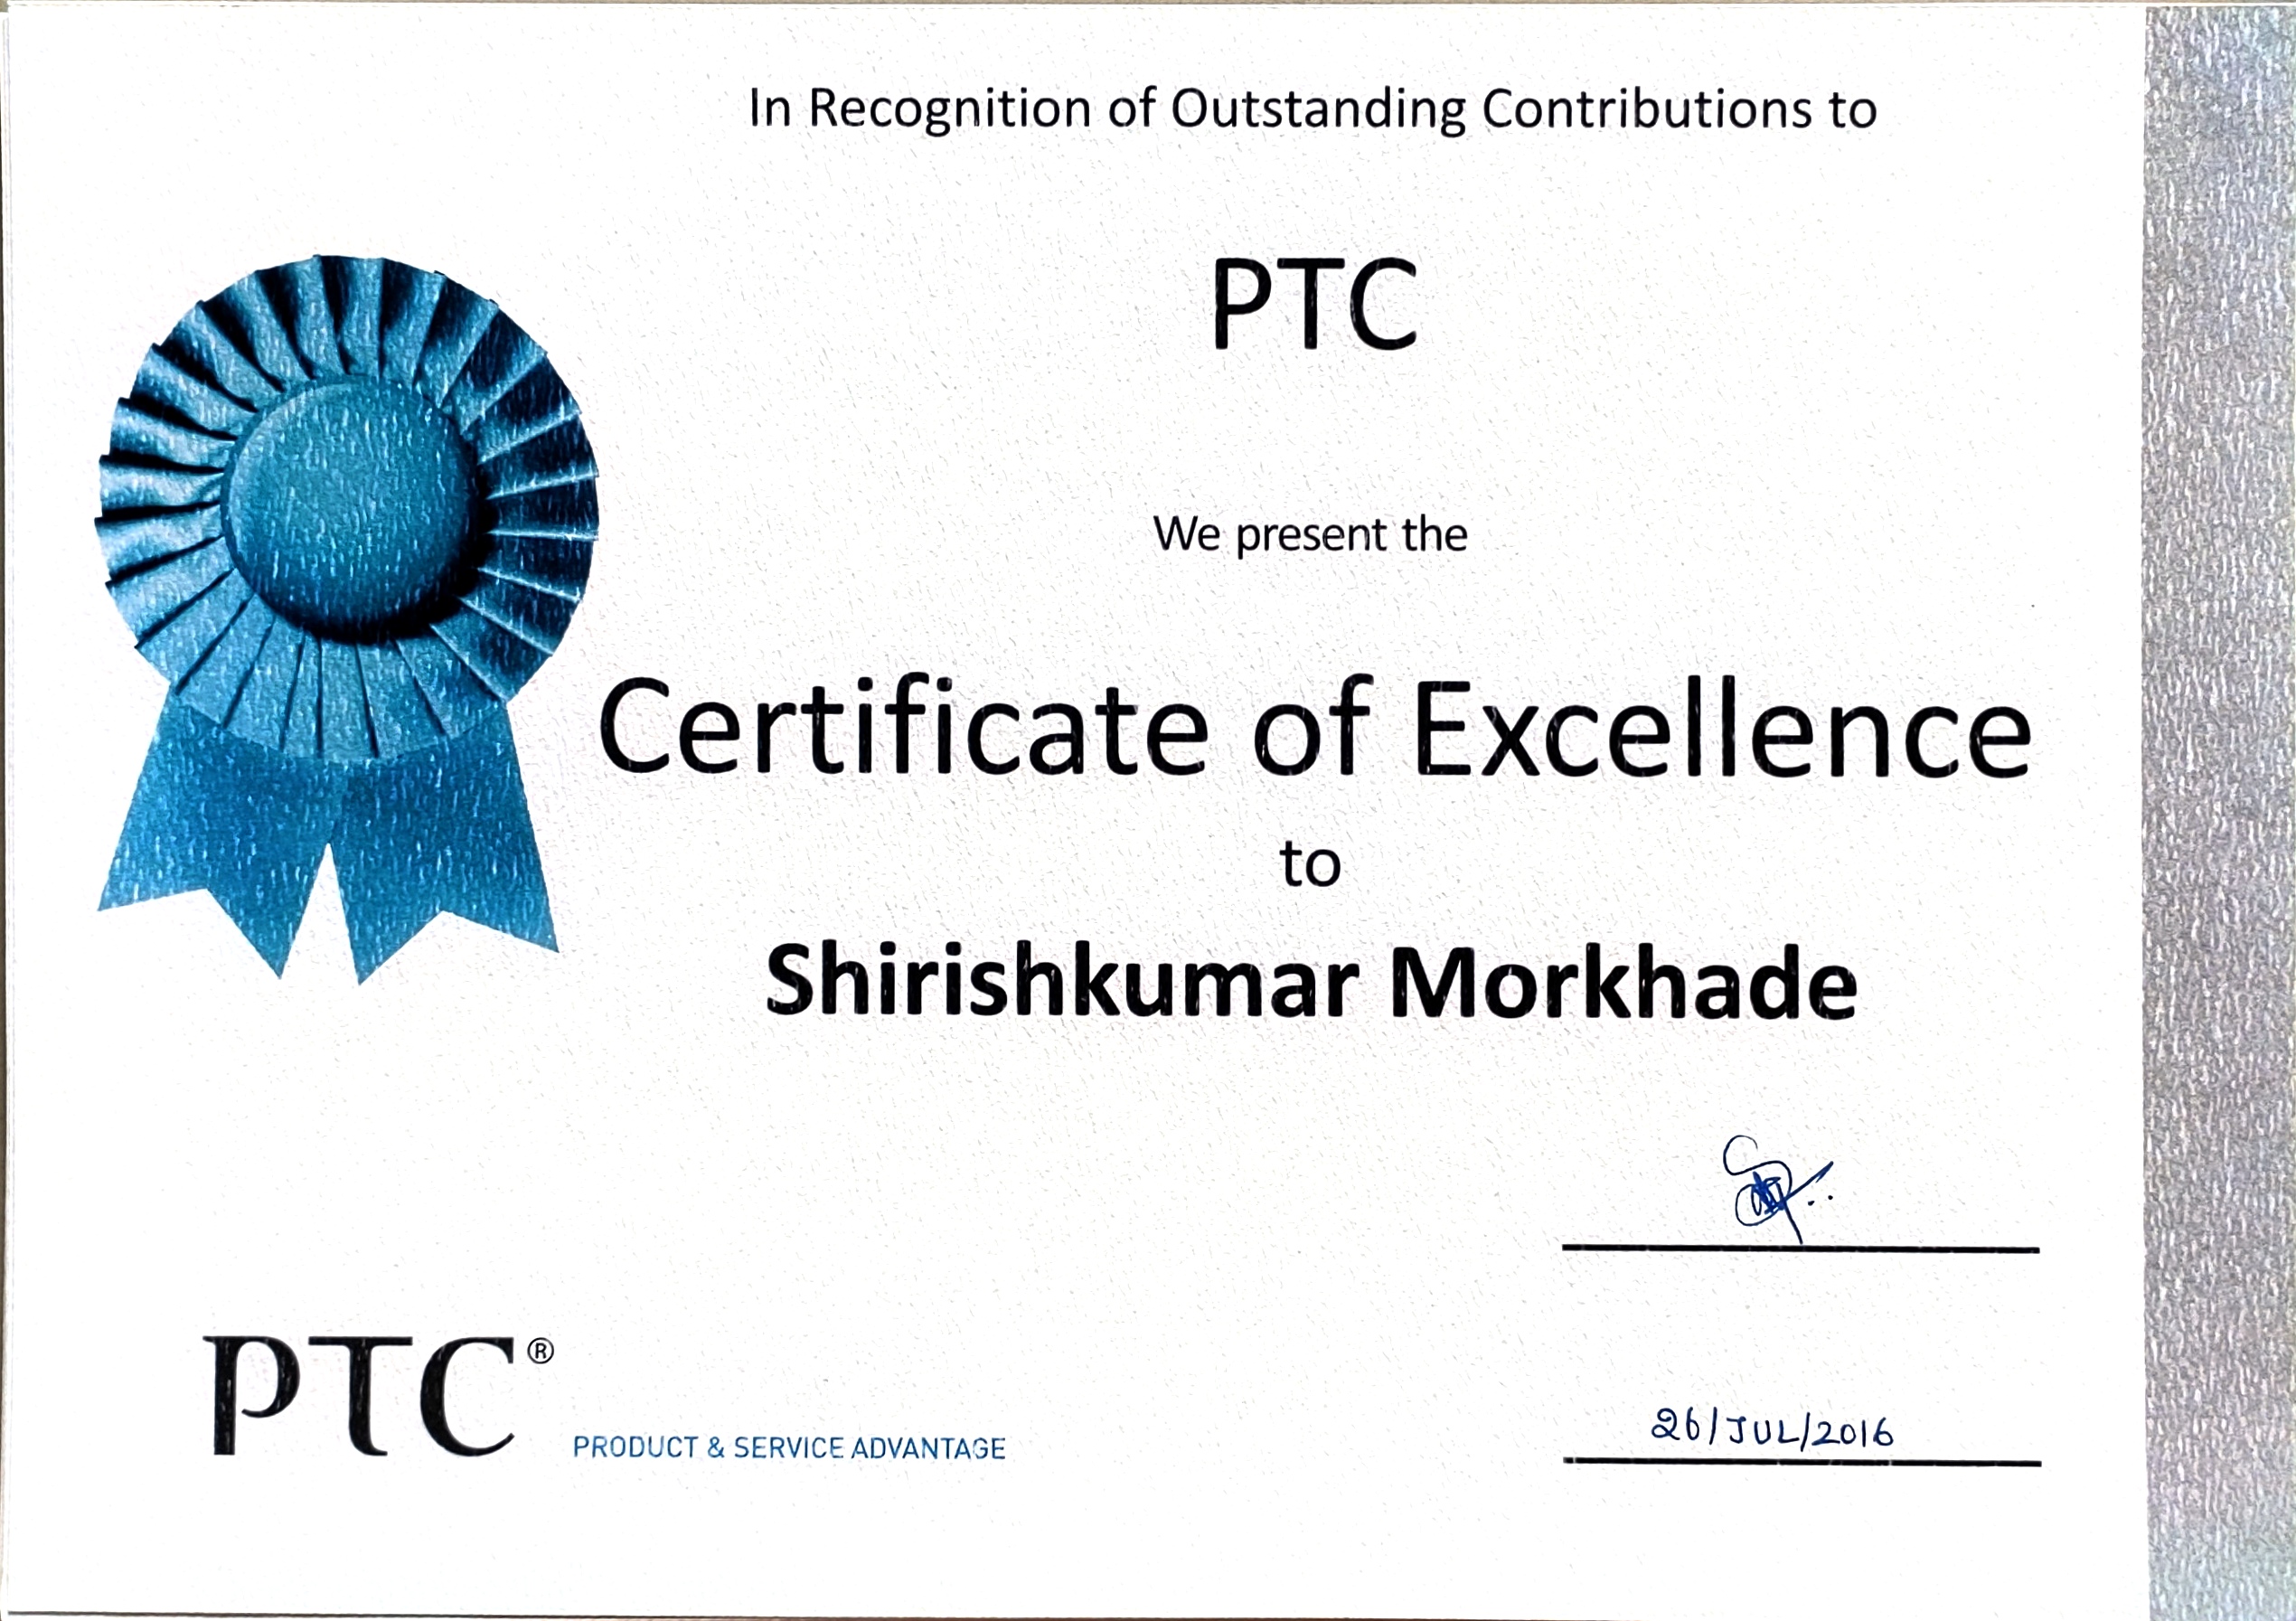 In Recognition of Outstanding Contributions to
PTC
We present the
Certificate of Excellence
to
Shirishkumar Morkhade
PTC®
PRODUCT & SERVICE ADVANTAGE
26/JUL/2016